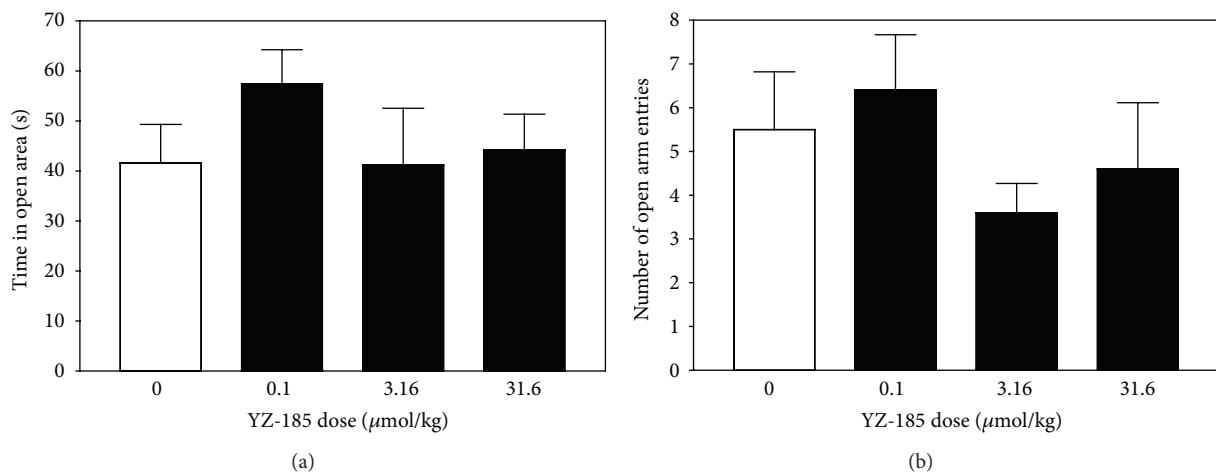 Time in open area (s)
70
60
50
40
30
20
10
0
0 0.1 3.16 31.6
YZ-185 dose (μmol/kg)
(a)
Number of open arm entries
8
7
6
5
4
3
2
1
0
0 0.1 3.16 31.6
YZ-185 dose (μmol/kg)
(b)